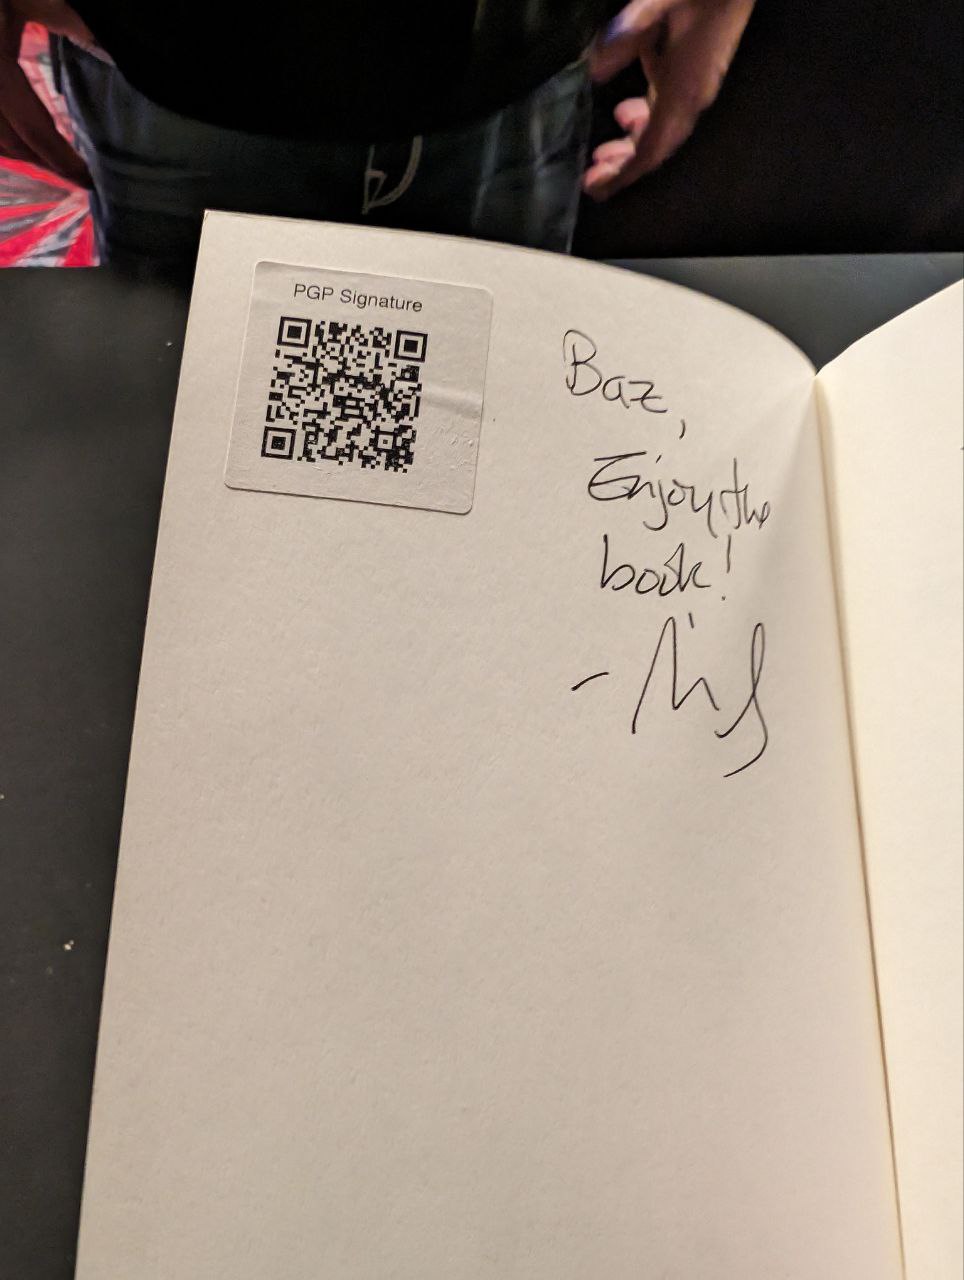 PGP Signature
Baz,
Enjoy the
book!